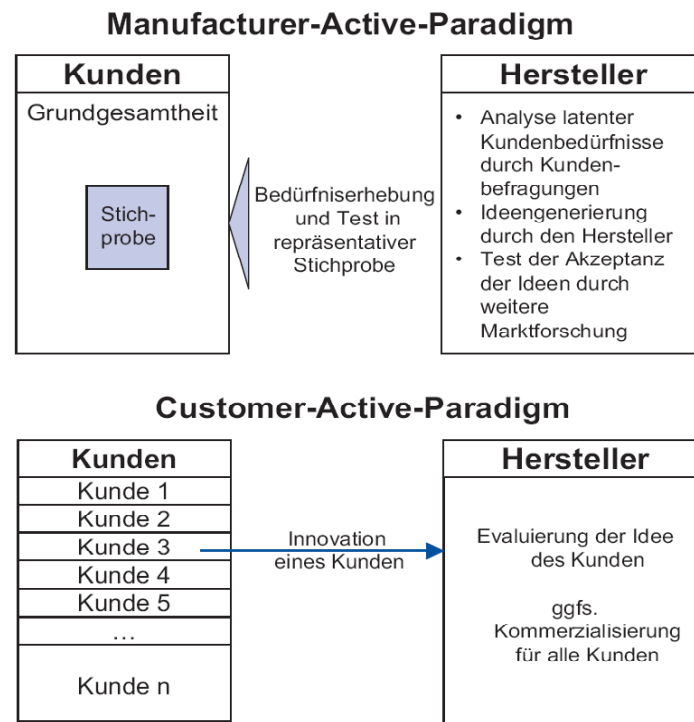 Manufacturer-Active-Paradigm
Kunden
Grundgesamtheit
Stich-
probe
Bedürfniserhebung
und Test in
repräsentativer
Stichprobe
Hersteller
• Analyse latenter
Kundenbedürfnisse
durch Kunden-
befragungen
• Ideengenerierung
durch den Hersteller
• Test der Akzeptanz
der Ideen durch
weitere
Marktforschung
Customer-Active-Paradigm
Kunden
Kunde 1
Kunde 2
Kunde 3
Kunde 4
Kunde 5
...
Kunde n
Innovation
eines Kunden
Hersteller
Evaluierung der Idee
des Kunden
ggfs.
Kommerzialisierung
für alle Kunden